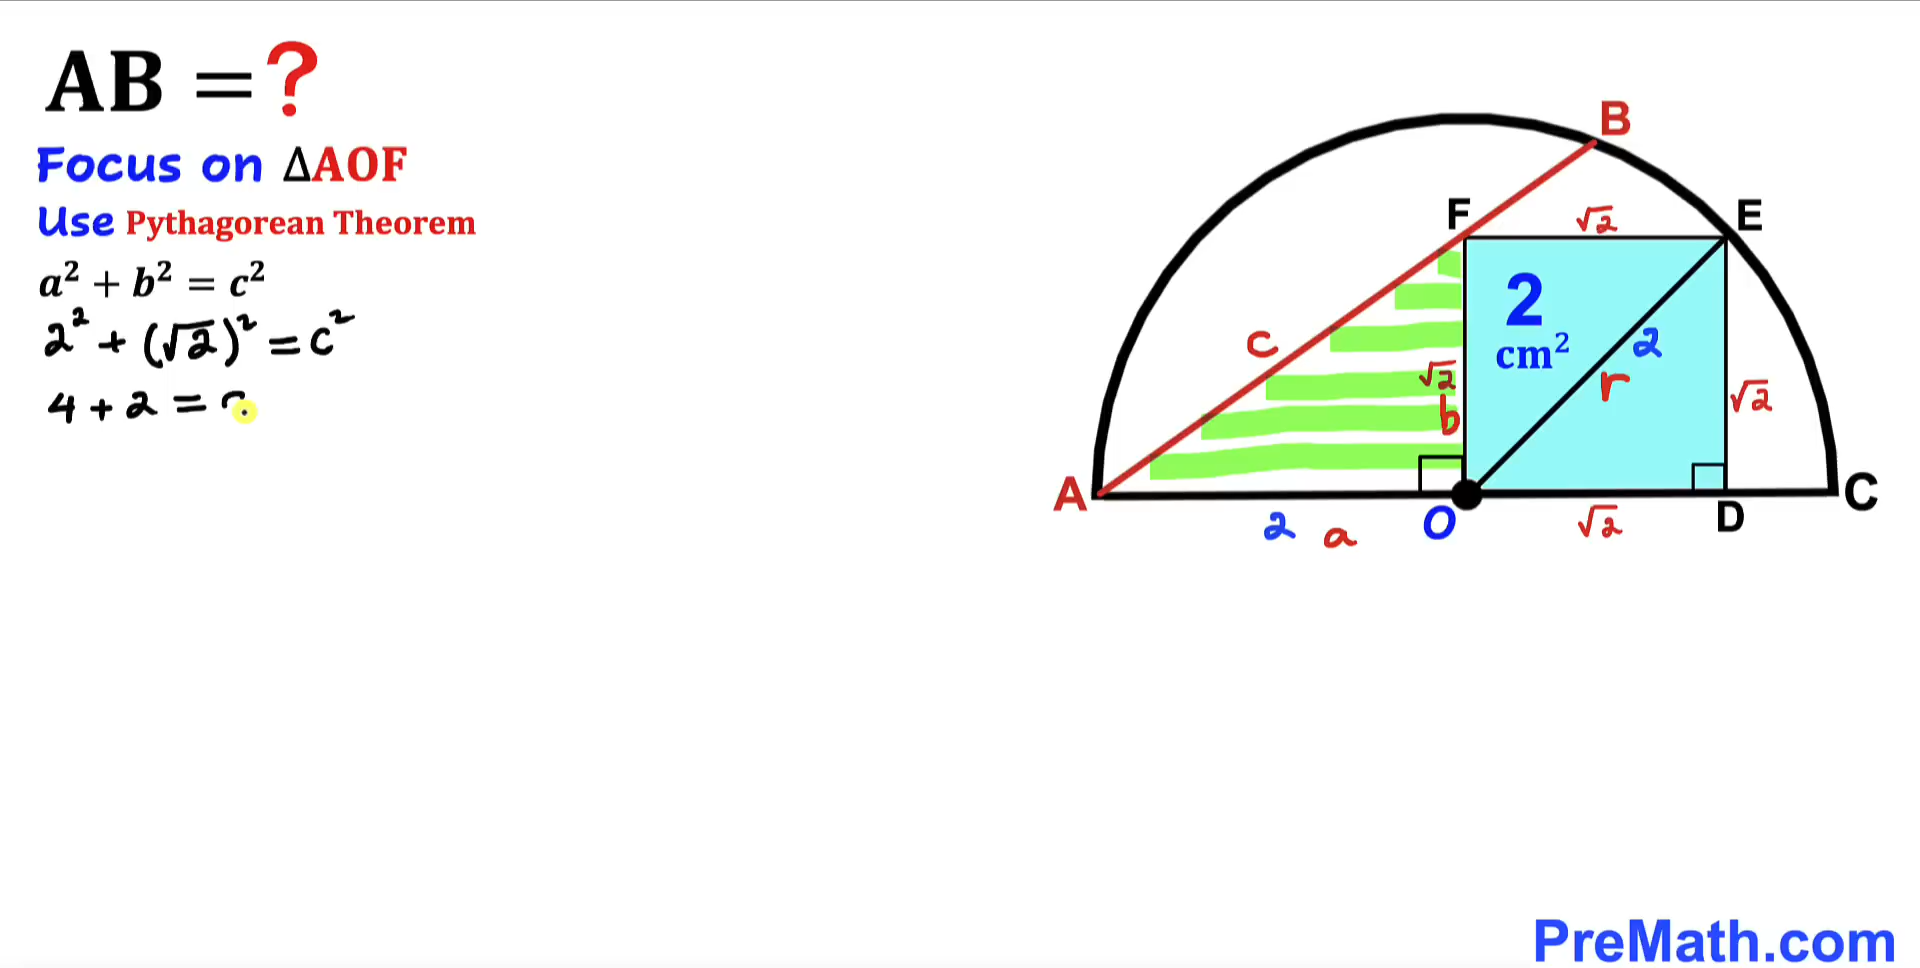 AB = ?
Focus on ΔAOF
Use Pythagorean Theorem
a² + b² = c²
2² + (√2)² = c²
4 + 2 =
B
F
√2
E
2
cm²
C
2
√2
r
b
√2
A
C
2
a
O
√2
D
PreMath.com